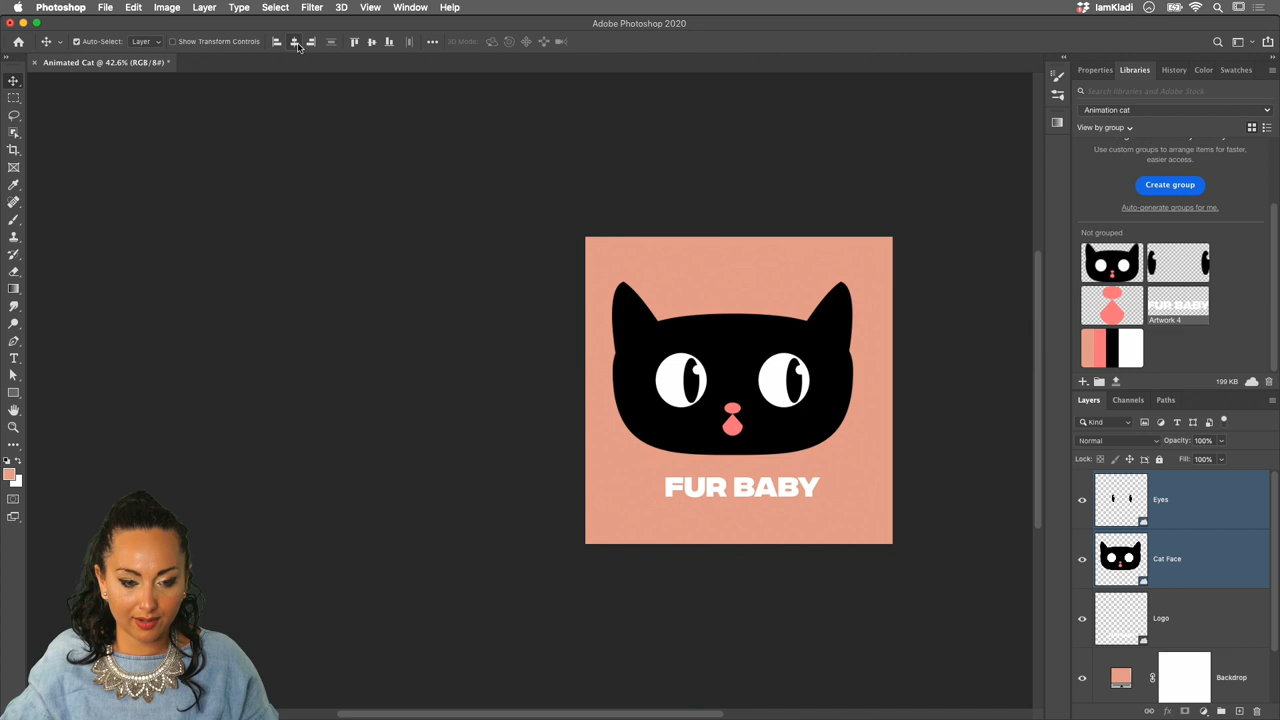 Photoshop File Edit Image Layer Type Select Filter 3D View Window Help
IamKladi
Adobe Photoshop 2020
Auto-Select: Layer Show Transform Controls 3D Mode:
Animated Cat @ 42.6% (RGB/8#) *
Properties Libraries History Color Swatches
Search libraries and Adobe Stock
Animation cat
View by group
Use custom groups to arrange items for faster,
easier access.
Create group
Auto-generate groups for me.
Not grouped
FUR BABY
Artwork 4
199 KB
FUR BABY
Layers Channels Paths
Kind
Normal Opacity: 100%
Lock: Fill: 100%
Eyes
Cat Face
Logo
Backdrop